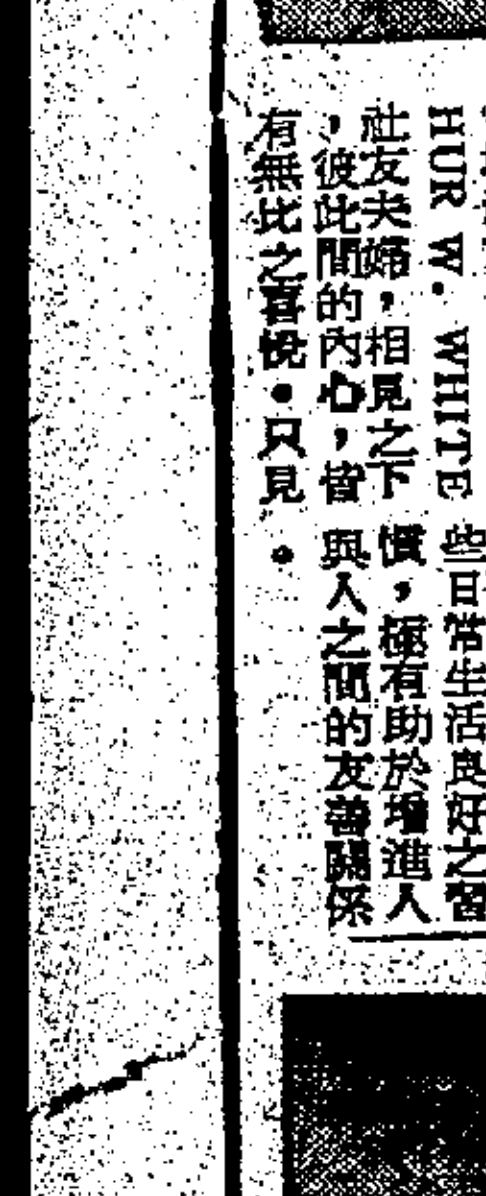 HUR W. WHITE
社友夫婦，相見之下
，彼此間的內心，皆
有無比之喜悅。只見
些日常生活良好之習
慣，極有助於增進人
與人之間的友善關係
。